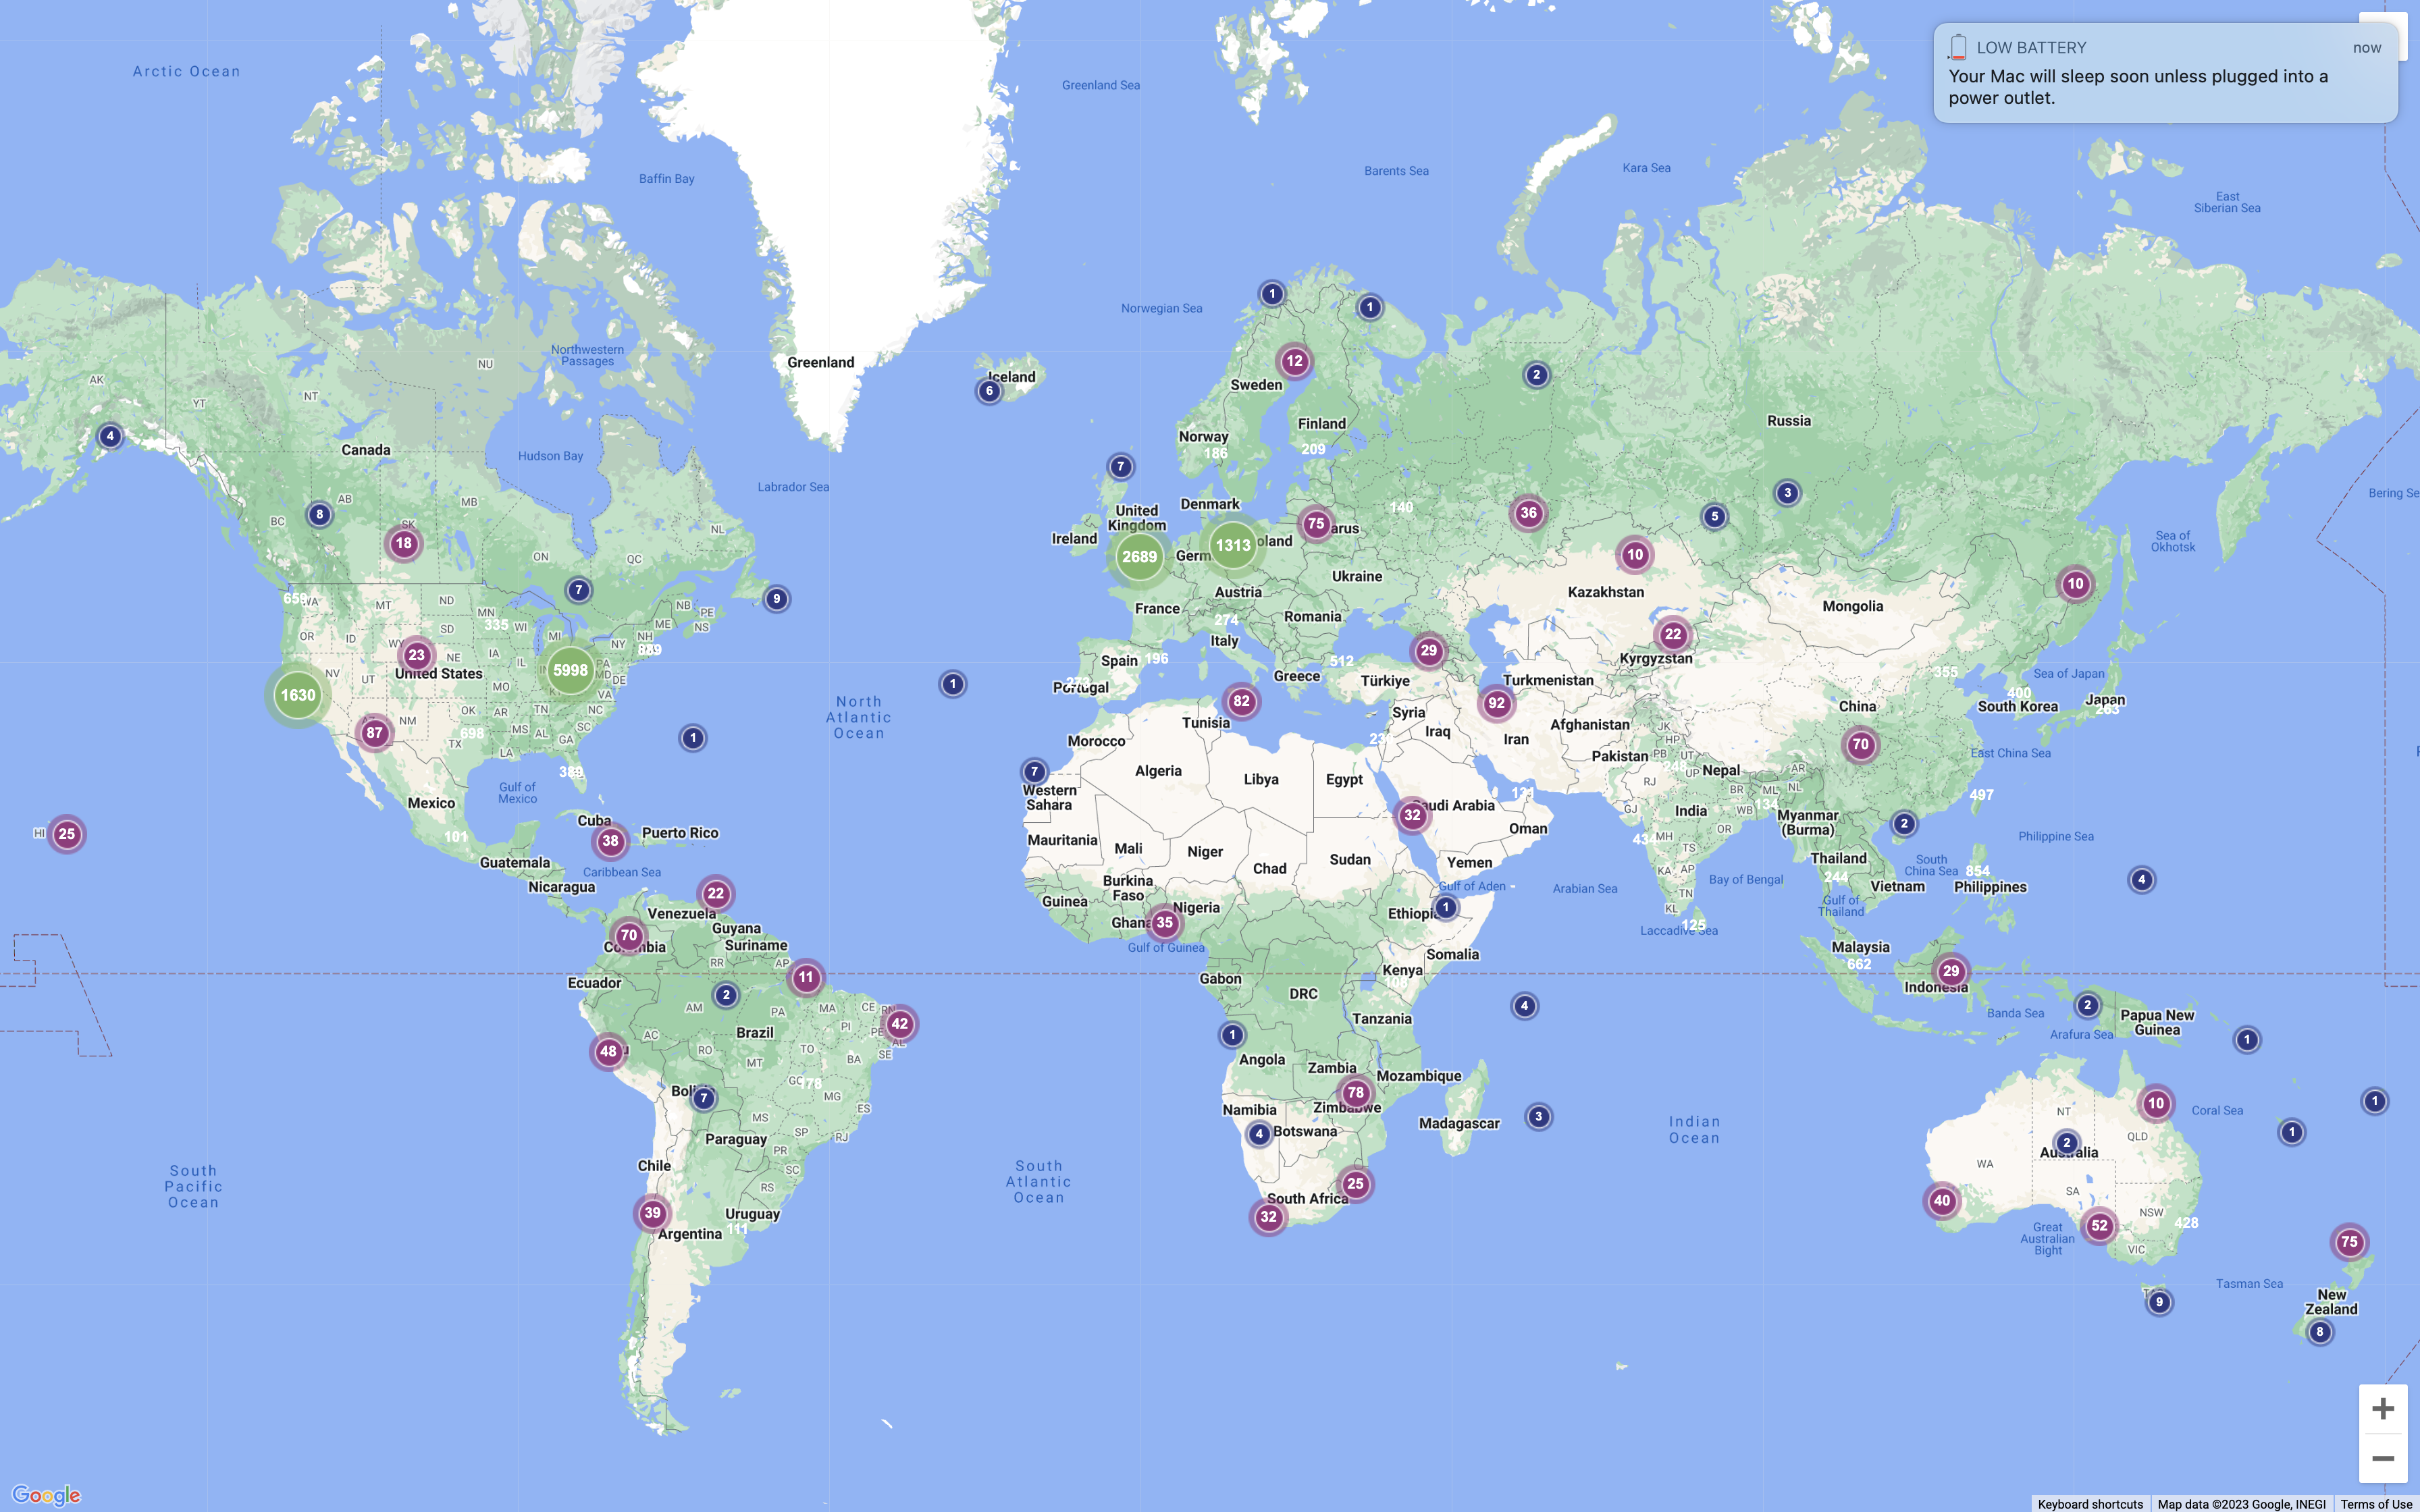 LOW BATTERY
now
Your Mac will sleep soon unless plugged into a
power outlet.
Arctic Ocean
Greenland Sea
Barents Sea
Kara Sea
Baffin Bay
East
Siberian Sea
Norwegian Sea
1
1
Northwestern
Passages
NU
Greenland
12
Iceland
6
Sweden
2
AK
NT
YT
Russia
Finland
4
Canada
Norway
186
209
Hudson Bay
7
Labrador Sea
3
Bering Se
AB
MB
8
BC
SK
18
NL
Denmark
140
United
Kingdom
75
arus
36
5
Ireland
2689
Germ
1313
oland
10
Sea of
Okhotsk
ON
QC
7
9
Ukraine
Austria
Kazakhstan
10
659
WA
MT
ND
MN
NB
PE
France
Mongolia
335
WI
ME
NS
274
Romania
OR
ID
SD
MI
NH
NY
Italy
22
WY
23
NE
IA
IL
5998
Spain
196
512
29
Kyrgyzstan
United States
NV
UT
MO
MD
DE
Portugal
Greece
Türkiye
Turkmenistan
355
Sea of Japan
1
1630
VA
82
92
400
South Korea
Japan
China
OK
AR
TN
NC
NM
North
Atlantic
Ocean
Tunisia
Syria
Afghanistan
87
TX
698
MS
AL
GA
SC
LA
1
Morocco
Iraq
Iran
JK
HP
PB
UT
70
East China Sea
Pakistan
Nepal
UP
AR
NL
7
Algeria
Libya
Egypt
RJ
BR
ML
Gulf of
Mexico
Western
Sahara
Mexico
497
134
WB
GJ
India
Saudi Arabia
32
HI
25
Cuba
38
Puerto Rico
101
Mauritania
Mali
Niger
Chad
Sudan
Oman
MH
OR
Myanmar
(Burma)
2
Philippine Sea
Guatemala
Caribbean Sea
Yemen
TS
Thailand
South
China Sea
854
4
Nicaragua
22
Burkina
Faso
Gulf of Aden
Arabian Sea
KA
AP
Bay of Bengal
244
Vietnam
Philippines
Guinea
Nigeria
TN
KL
Gulf of
Thailand
Venezuela
Ghana
35
Ethiopia
1
125
Laccadive Sea
Guyana
70
Suriname
Gulf of Guinea
Malaysia
Somalia
662
RR
AP
11
Gabon
Kenya
29
Ecuador
DRC
Indonesia
2
AM
PA
MA
CE
4
2
Banda Sea
Papua New
Guinea
Brazil
PI
42
Tanzania
1
Arafura Sea
1
AC
48
RO
TO
BA
SE
AL
Angola
MT
Zambia
Mozambique
Bolivia
7
MG
78
Zimbabwe
Madagascar
3
10
Coral Sea
1
NT
ES
MS
Namibia
4
Botswana
Indian
Ocean
1
QLD
2
Australia
Paraguay
SP
RJ
PR
SC
WA
Chile
South
Pacific
Ocean
South
Atlantic
Ocean
RS
25
SA
South Africa
40
39
Uruguay
32
NSW
428
52
111
Argentina
Great
Australian
Bight
VIC
75
Tasman Sea
9
New
Zealand
8
Google
Keyboard shortcuts
Map data ©2023 Google, INEGI
Terms of Use